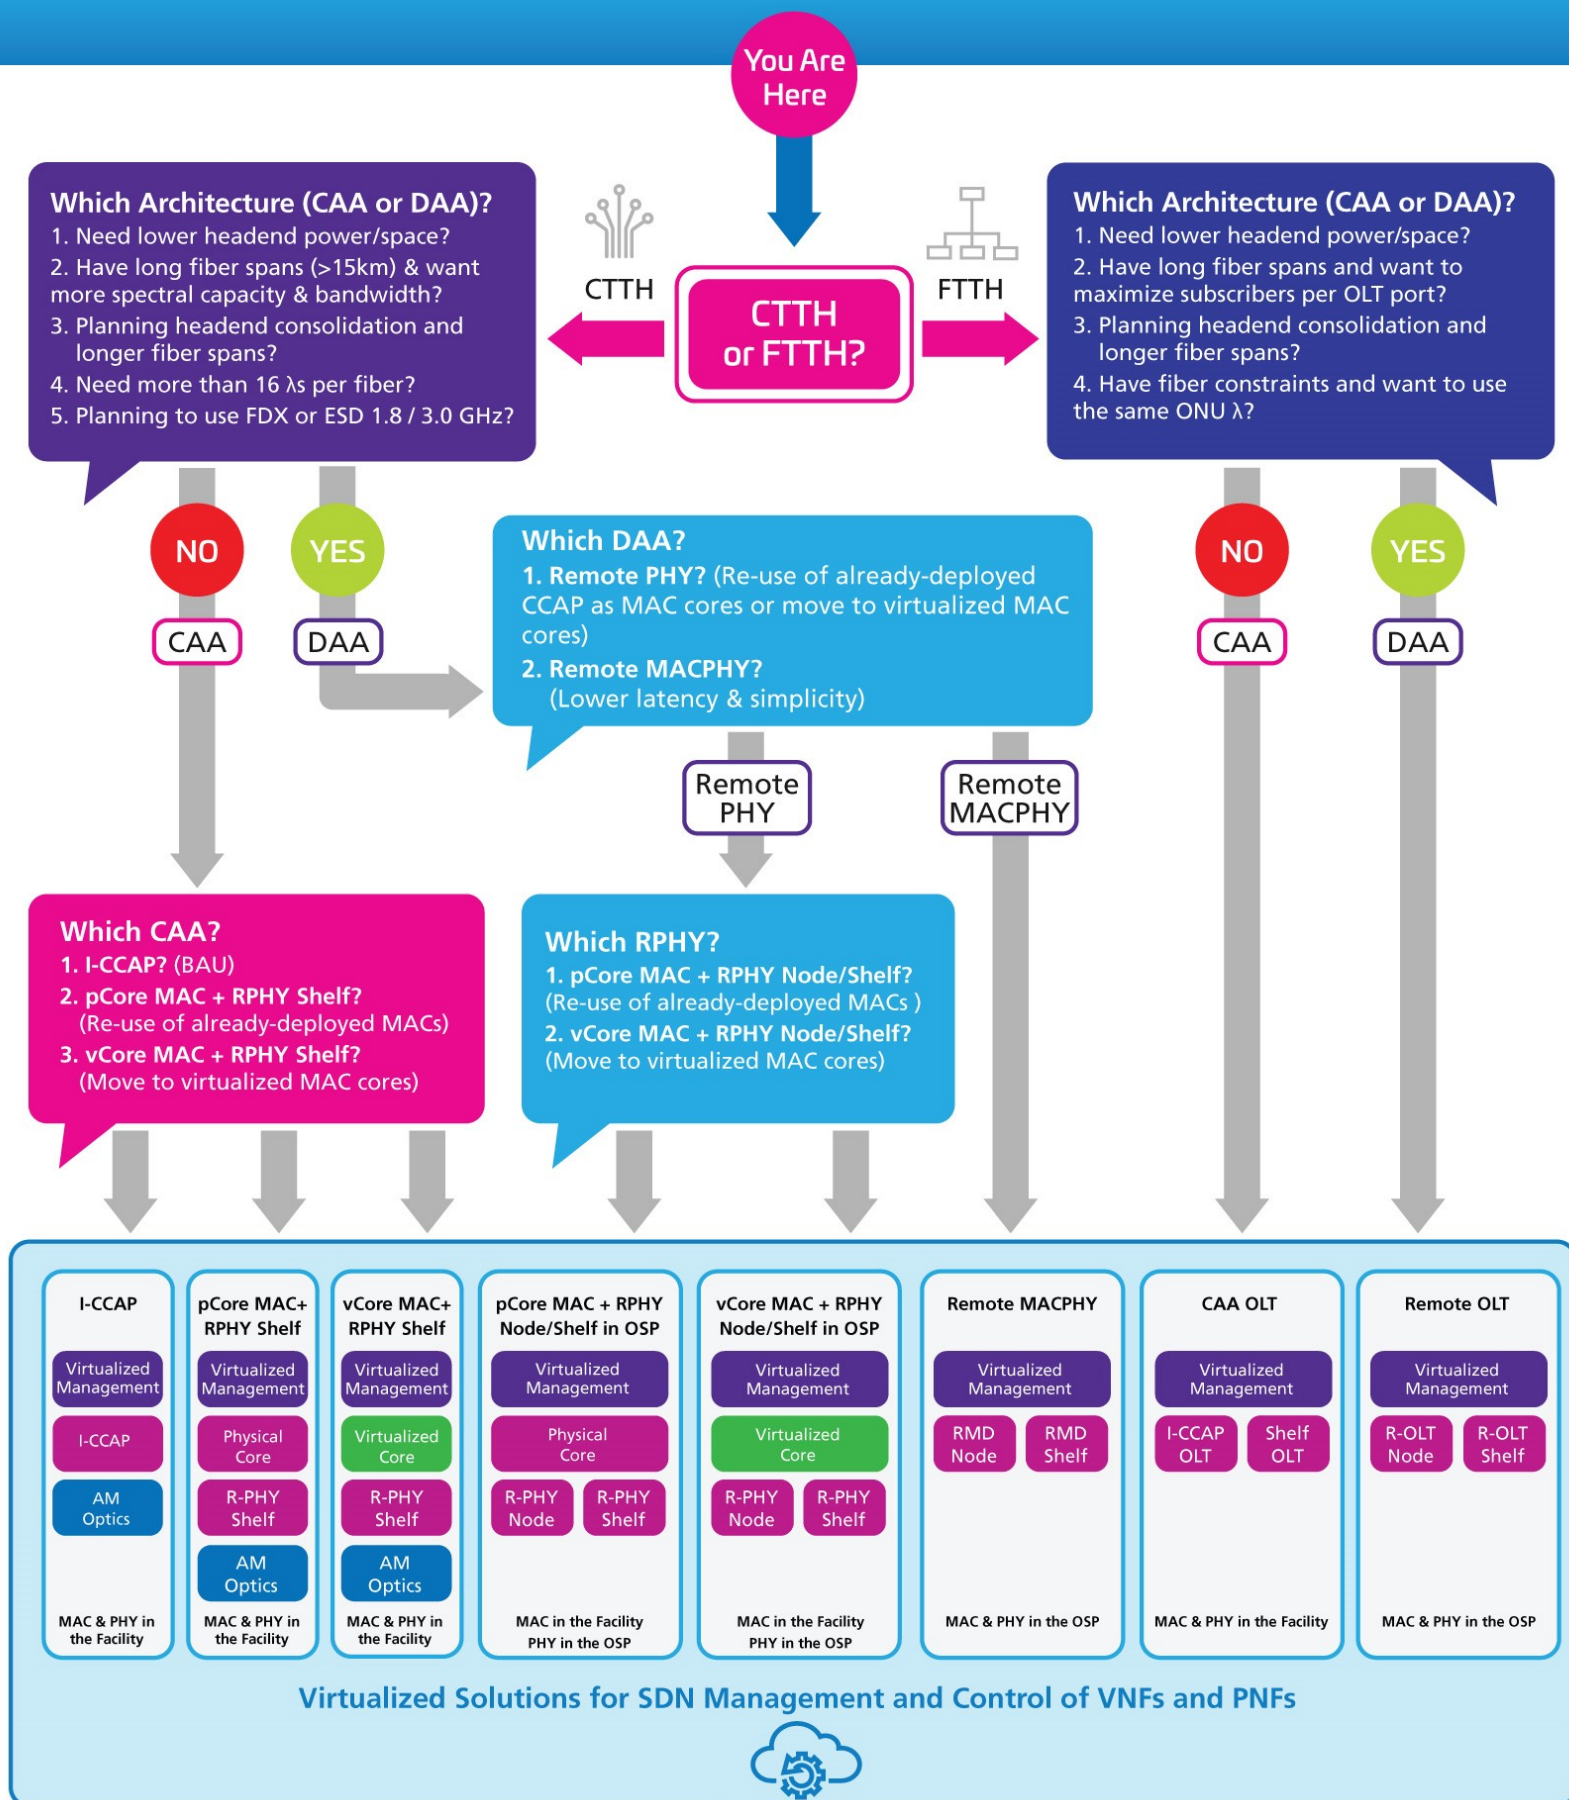 You Are
Here
Which Architecture (CAA or DAA)?
1. Need lower headend power/space?
2. Have long fiber spans (>15km) & want
more spectral capacity & bandwidth?
3. Planning headend consolidation and
longer fiber spans?
4. Need more than 16 λs per fiber?
5. Planning to use FDX or ESD 1.8 / 3.0 GHz?
CTTH
CTTH
or FTTH?
FTTH
Which Architecture (CAA or DAA)?
1. Need lower headend power/space?
2. Have long fiber spans and want to
maximize subscribers per OLT port?
3. Planning headend consolidation and
longer fiber spans?
4. Have fiber constraints and want to use
the same ONU λ?
NO
YES
CAA
DAA
Which DAA?
1. Remote PHY? (Re-use of already-deployed
CCAP as MAC cores or move to virtualized MAC
cores)
2. Remote MACPHY?
(Lower latency & simplicity)
NO
YES
CAA
DAA
Remote
PHY
Remote
MACPHY
Which CAA?
1. I-CCAP? (BAU)
2. pCore MAC + RPHY Shelf?
(Re-use of already-deployed MACs)
3. vCore MAC + RPHY Shelf?
(Move to virtualized MAC cores)
Which RPHY?
1. pCore MAC + RPHY Node/Shelf?
(Re-use of already-deployed MACs )
2. vCore MAC + RPHY Node/Shelf?
(Move to virtualized MAC cores)
I-CCAP
Virtualized
Management
I-CCAP
AM
Optics
MAC & PHY in
the Facility
pCore MAC+
RPHY Shelf
Virtualized
Management
Physical
Core
R-PHY
Shelf
AM
Optics
MAC & PHY in
the Facility
vCore MAC+
RPHY Shelf
Virtualized
Management
Virtualized
Core
R-PHY
Shelf
AM
Optics
MAC & PHY in
the Facility
pCore MAC + RPHY
Node/Shelf in OSP
Virtualized
Management
Physical
Core
R-PHY
Node
R-PHY
Shelf
MAC in the Facility
PHY in the OSP
vCore MAC + RPHY
Node/Shelf in OSP
Virtualized
Management
Virtualized
Core
R-PHY
Node
R-PHY
Shelf
MAC in the Facility
PHY in the OSP
Remote MACPHY
Virtualized
Management
RMD
Node
RMD
Shelf
MAC & PHY in the OSP
CAA OLT
Virtualized
Management
I-CCAP
OLT
Shelf
OLT
MAC & PHY in the Facility
Remote OLT
Virtualized
Management
R-OLT
Node
R-OLT
Shelf
MAC & PHY in the OSP
Virtualized Solutions for SDN Management and Control of VNFs and PNFs